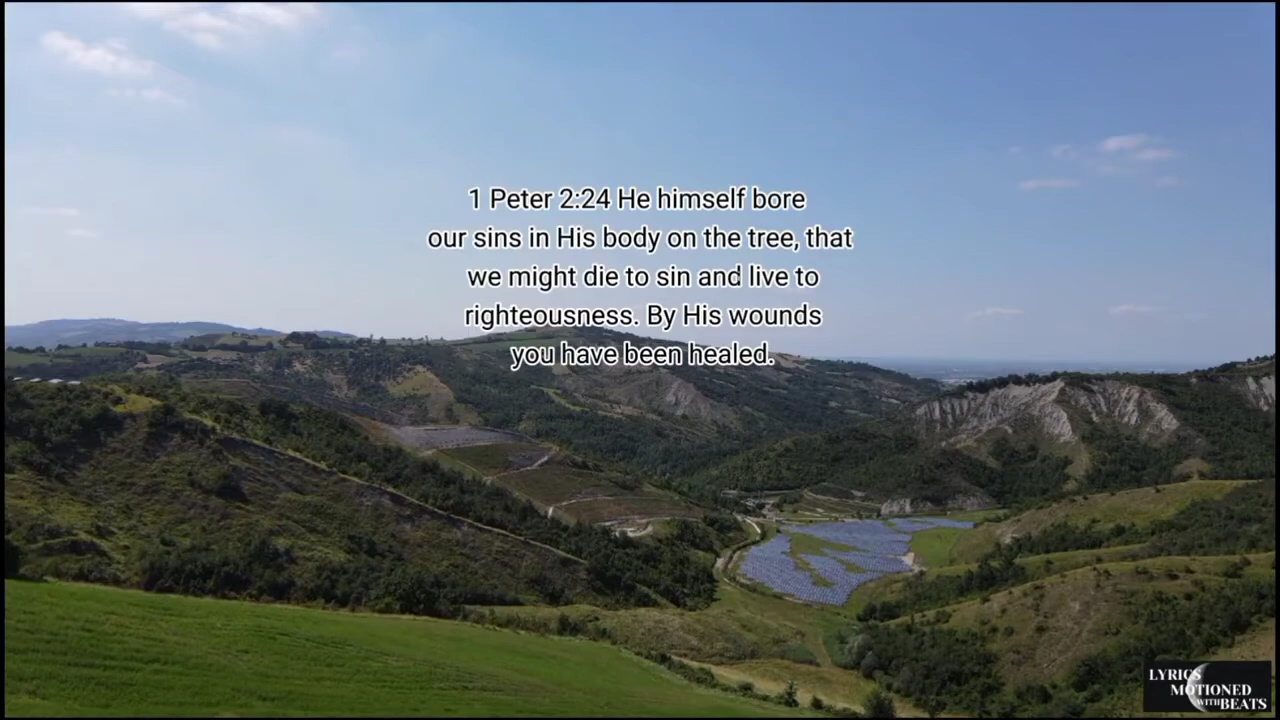 1 Peter 2:24 He himself bore
our sins in His body on the tree, that
we might die to sin and live to
righteousness. By His wounds
you have been healed.
LYRICS
MOTIONED
WITH BEATS